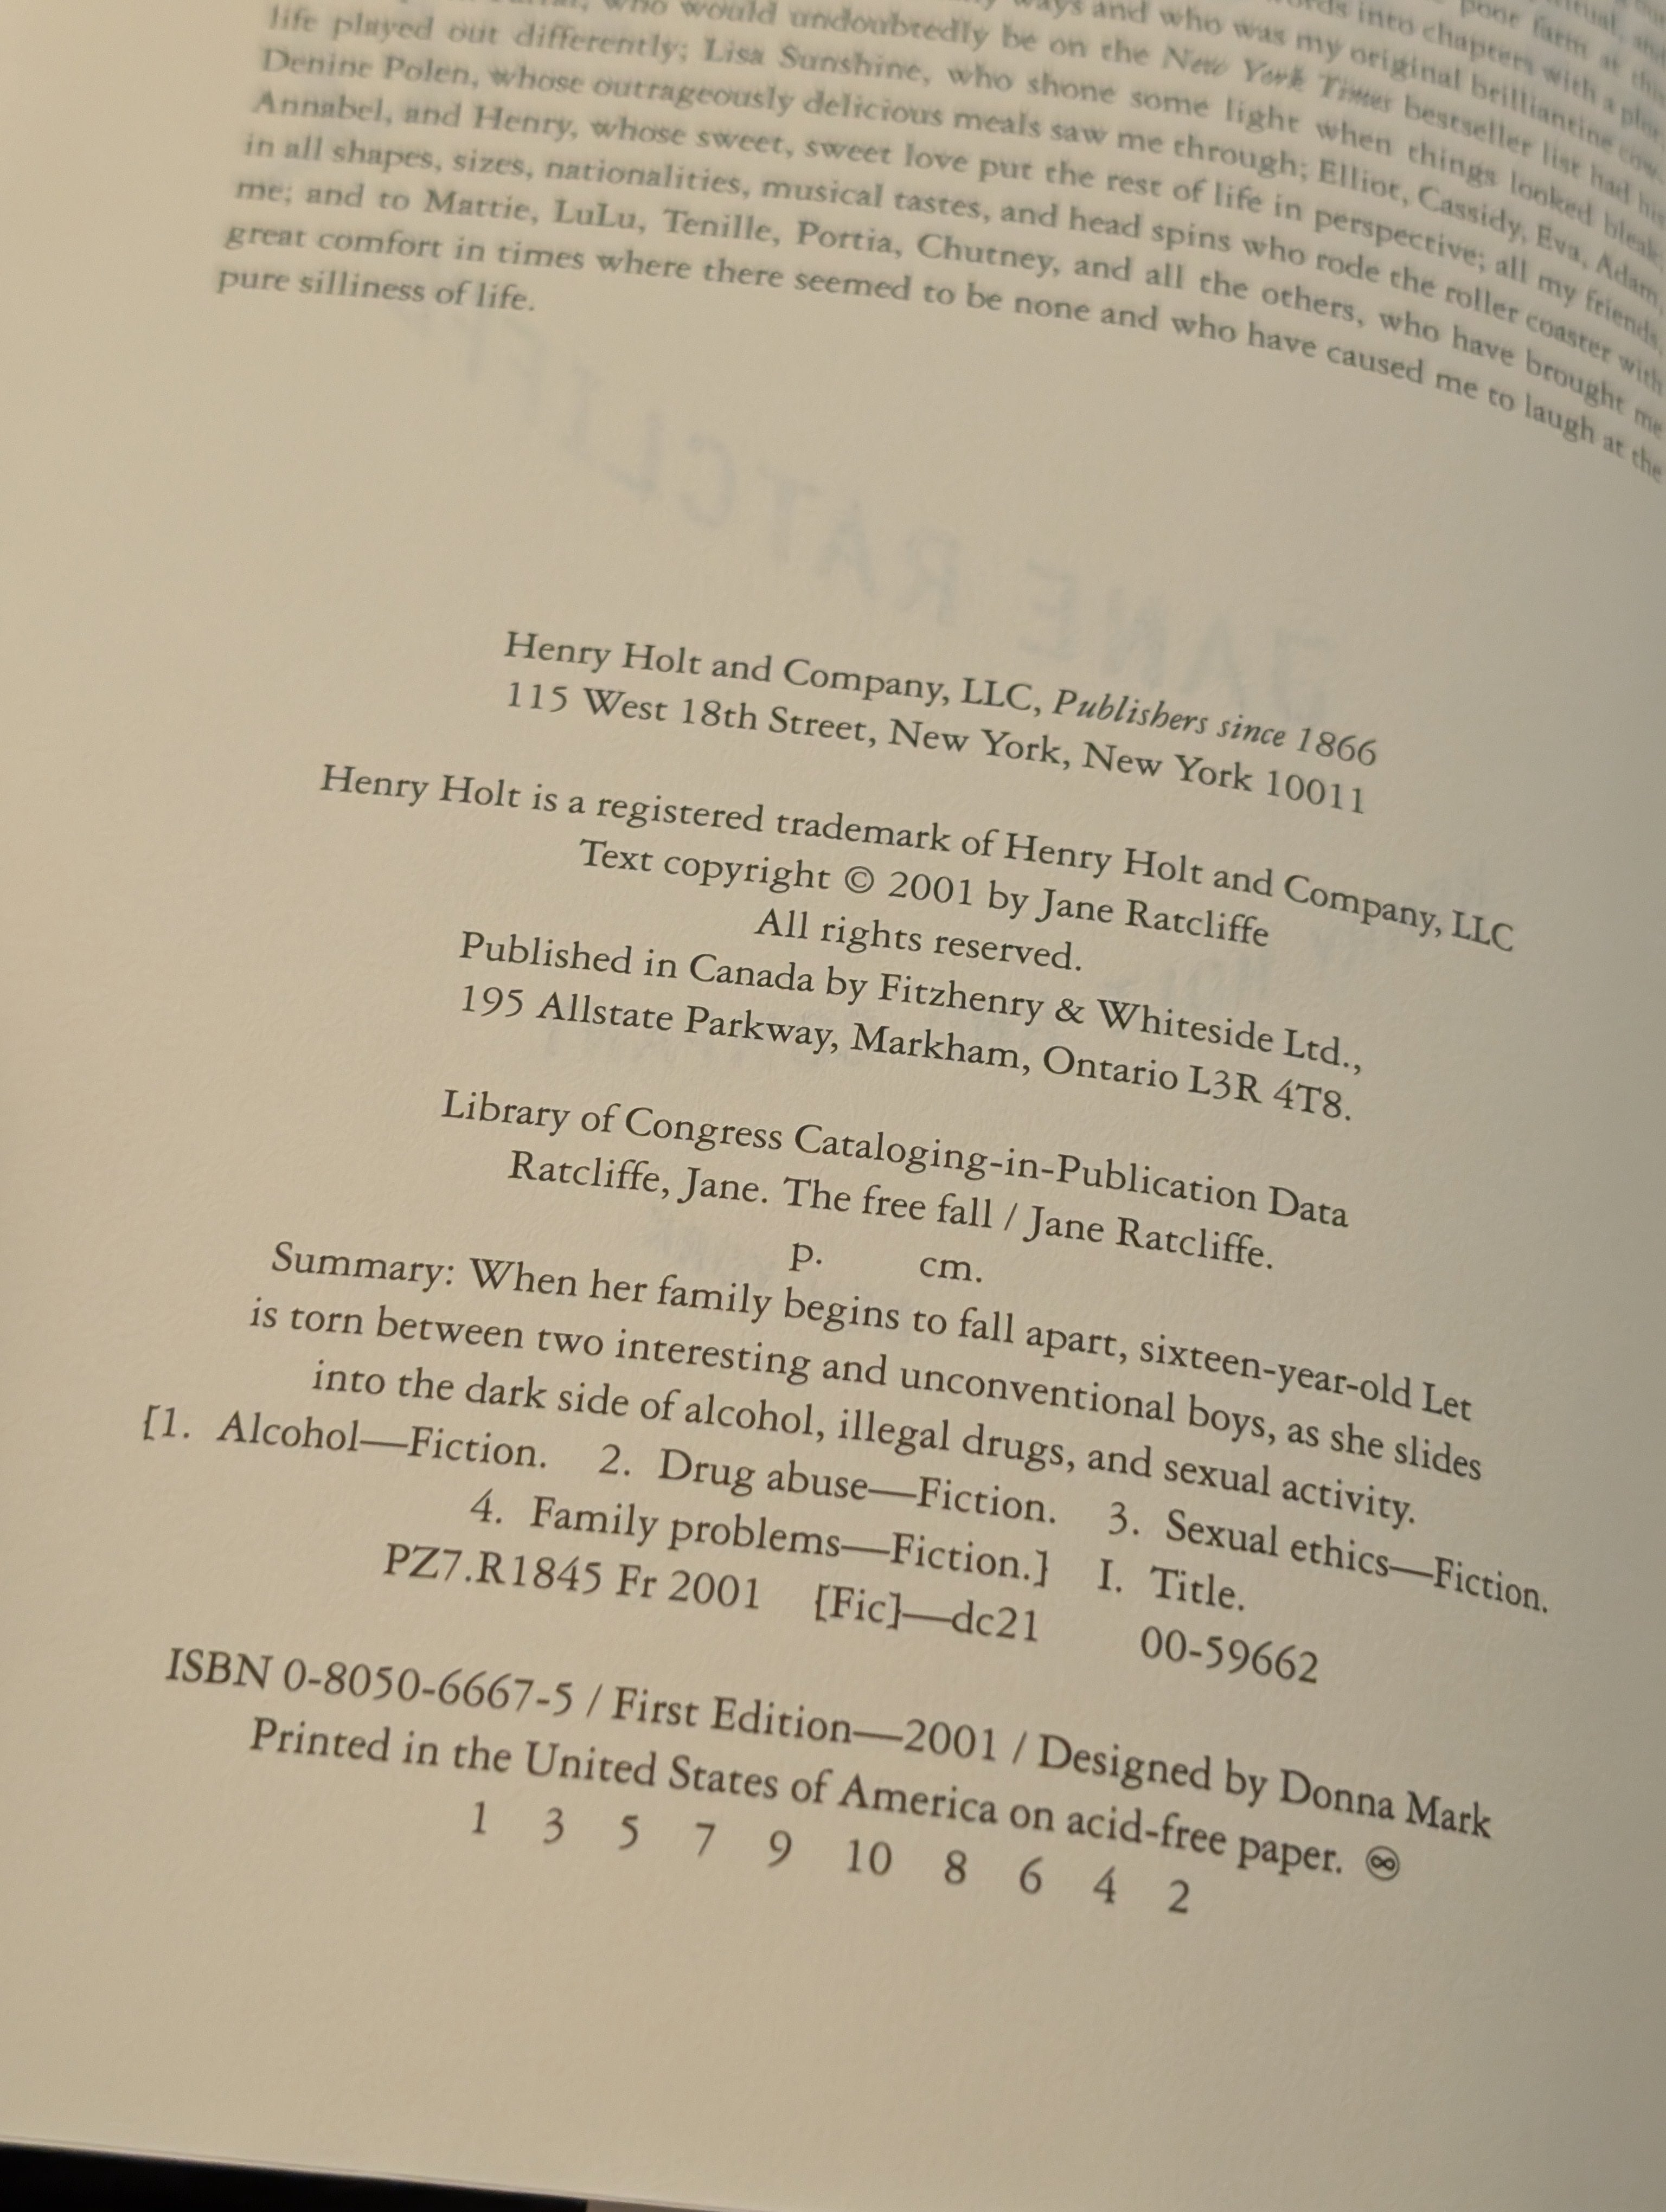 who would undoubtedly be on the New York Times bestseller list had his
life played out differently; Lisa Sunshine, who shone some light when things looked bleak;
Denine Polen, whose outrageously delicious meals saw me through; Elliot, Cassidy, Eva, Adam,
Annabel, and Henry, whose sweet, sweet love put the rest of life in perspective; all my friends,
in all shapes, sizes, nationalities, musical tastes, and head spins who rode the roller coaster with
me; and to Mattie, LuLu, Tenille, Portia, Chutney, and all the others, who have brought me
great comfort in times where there seemed to be none and who have caused me to laugh at the
pure silliness of life.
Henry Holt and Company, LLC, Publishers since 1866
115 West 18th Street, New York, New York 10011
Henry Holt is a registered trademark of Henry Holt and Company, LLC
Text copyright © 2001 by Jane Ratcliffe
All rights reserved.
Published in Canada by Fitzhenry & Whiteside Ltd.,
195 Allstate Parkway, Markham, Ontario L3R 4T8.
Library of Congress Cataloging-in-Publication Data
Ratcliffe, Jane. The free fall / Jane Ratcliffe.
p. cm.
Summary: When her family begins to fall apart, sixteen-year-old Let
is torn between two interesting and unconventional boys, as she slides
into the dark side of alcohol, illegal drugs, and sexual activity.
[1. Alcohol—Fiction. 2. Drug abuse—Fiction. 3. Sexual ethics—Fiction.
4. Family problems—Fiction.] I. Title.
PZ7.R1845 Fr 2001 [Fic]—dc21 00-59662
ISBN 0-8050-6667-5 / First Edition—2001 / Designed by Donna Mark
Printed in the United States of America on acid-free paper. ♾
1 3 5 7 9 10 8 6 4 2